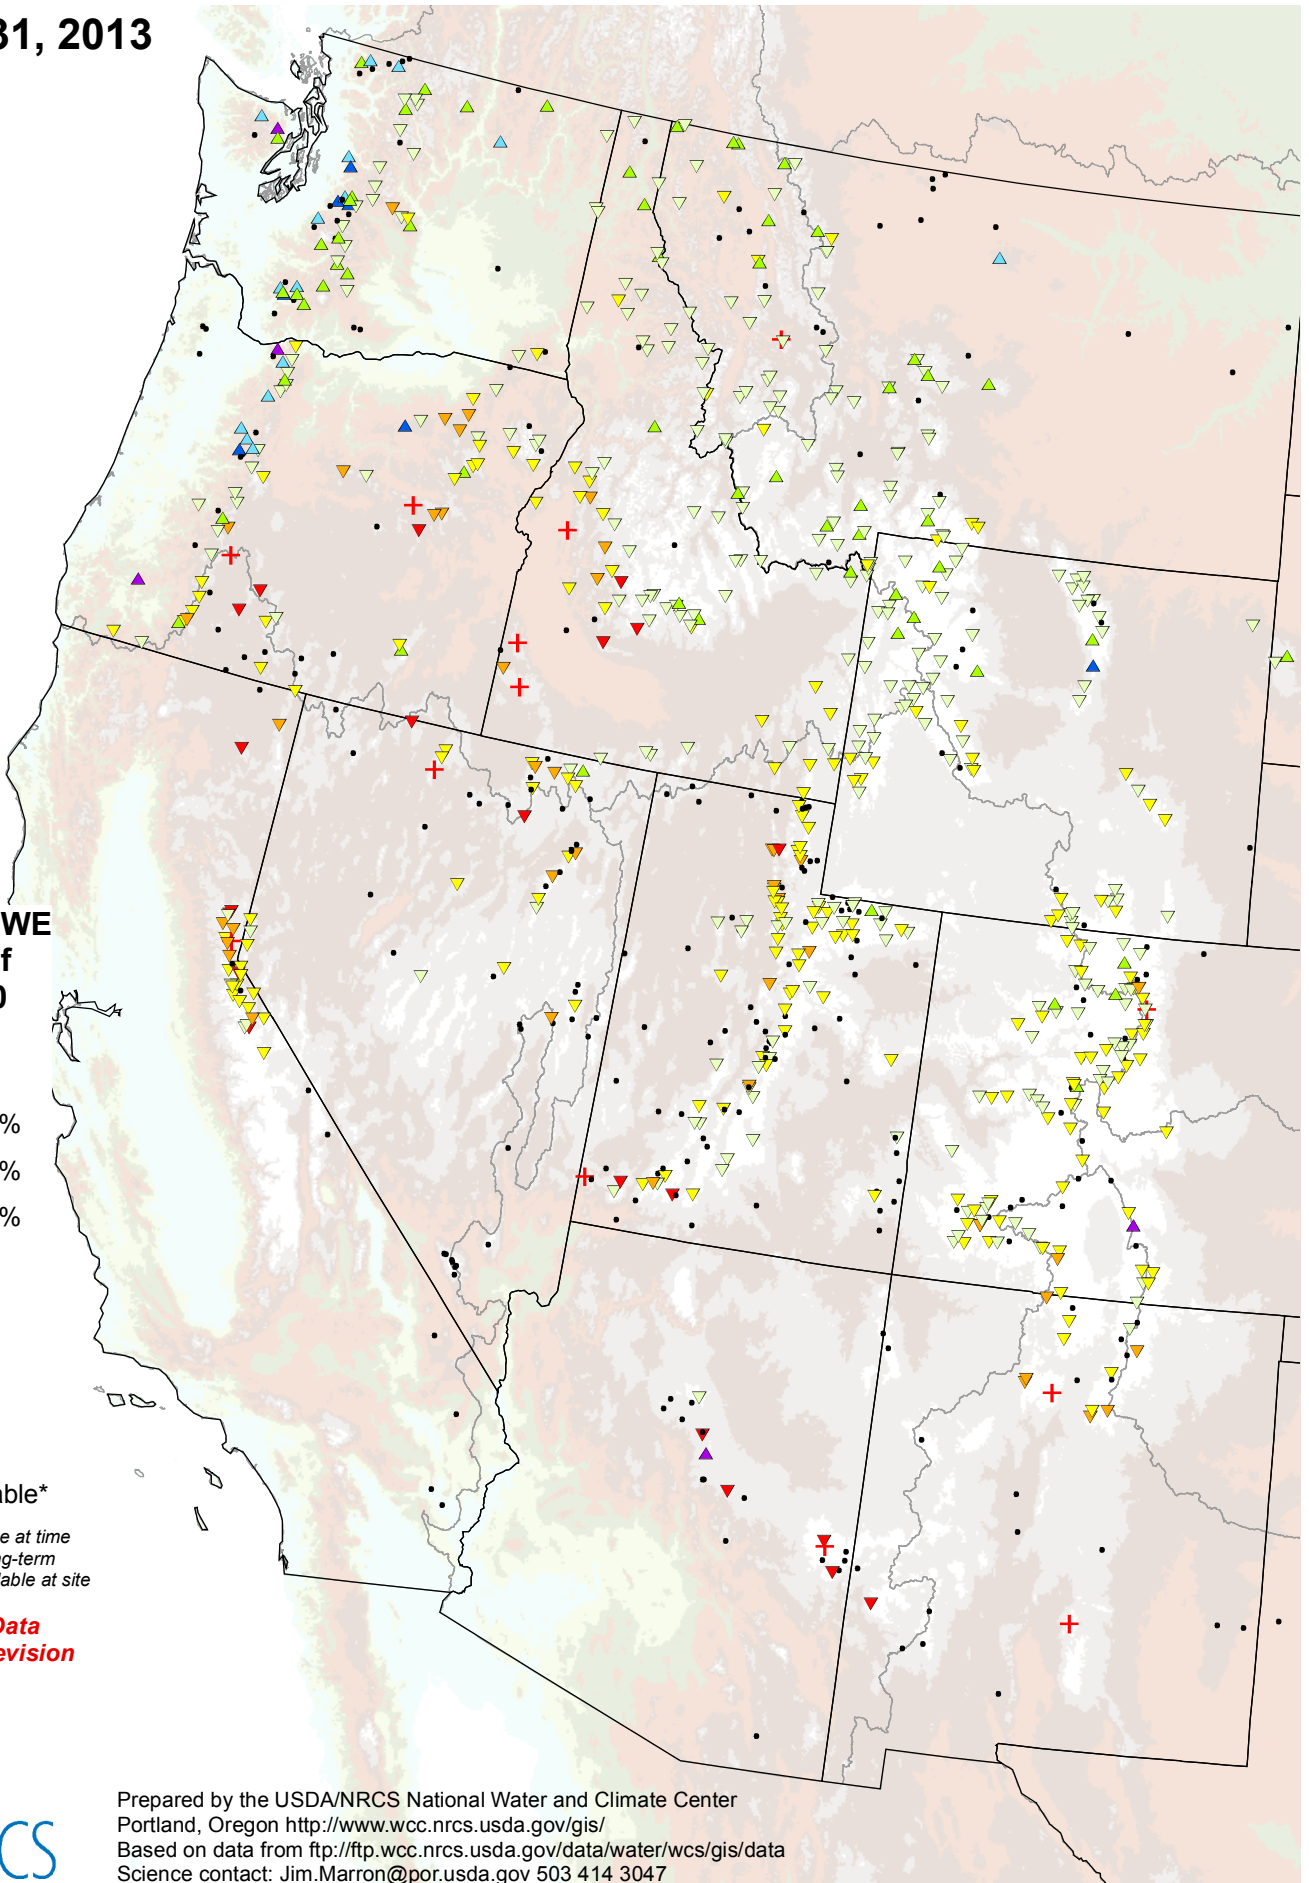 31, 2013
WE
f
0
%
%
%
able*
e at time
g-term
lable at site
Data
evision
CS
Prepared by the USDA/NRCS National Water and Climate Center
Portland, Oregon http://www.wcc.nrcs.usda.gov/gis/
Based on data from ftp://ftp.wcc.nrcs.usda.gov/data/water/wcs/gis/data
Science contact: Jim.Marron@por.usda.gov 503 414 3047